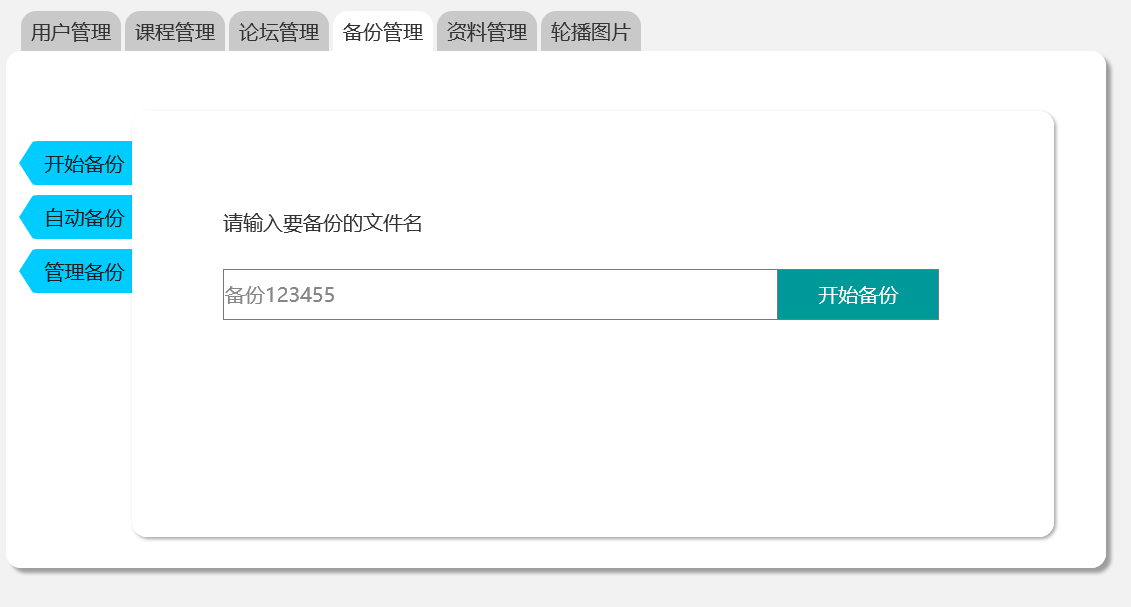 用户管理 课程管理 论坛管理 备份管理 资料管理 轮播图片
开始备份
自动备份
管理备份
请输入要备份的文件名
备份123455 开始备份